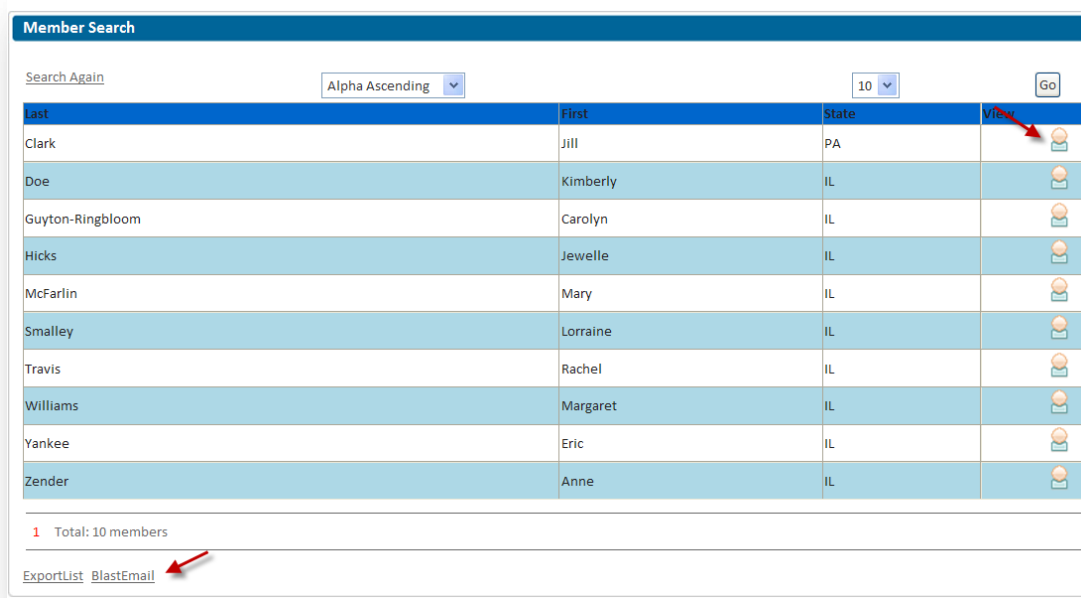 Member Search
Search Again Alpha Ascending 10 Go
Last First State View
Clark Jill PA
Doe Kimberly IL
Guyton-Ringbloom Carolyn IL
Hicks Jewelle IL
McFarlin Mary IL
Smalley Lorraine IL
Travis Rachel IL
Williams Margaret IL
Yankee Eric IL
Zender Anne IL
1 Total: 10 members
ExportList BlastEmail